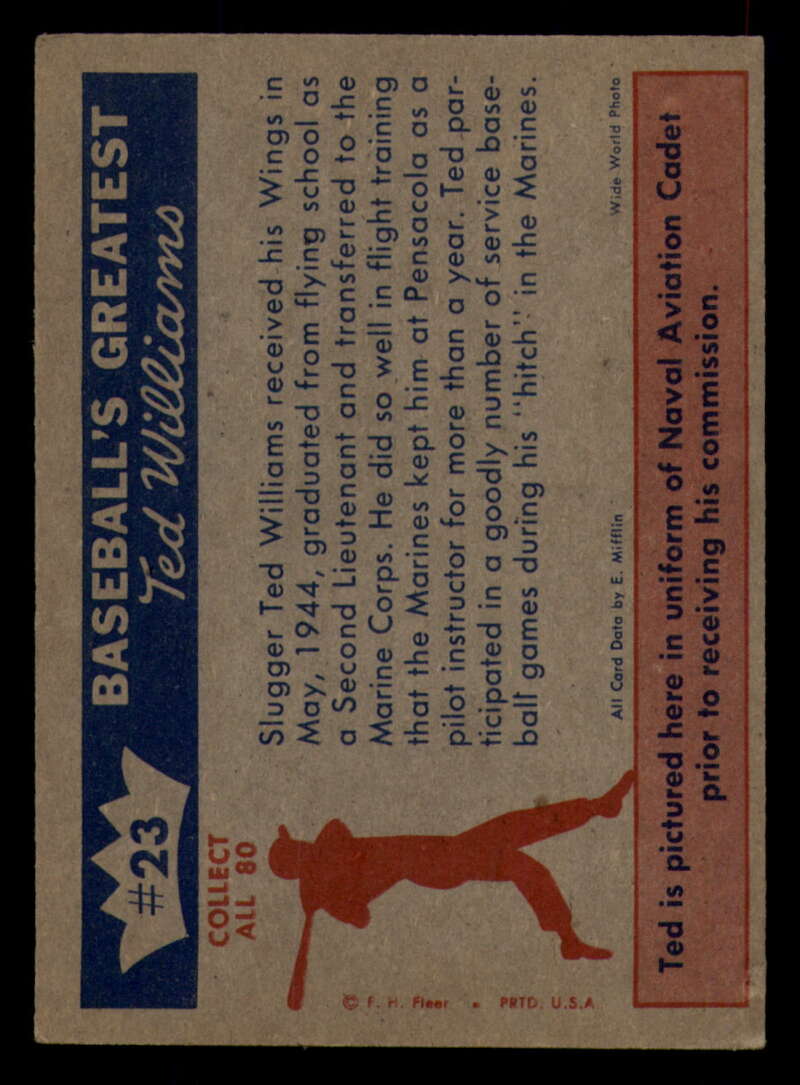 #23
BASEBALL'S GREATEST
Ted Williams
COLLECT
ALL 80
Slugger Ted Williams received his Wings in
May, 1944, graduated from flying school as
a Second Lieutenant and transferred to the
Marine Corps. He did so well in flight training
that the Marines kept him at Pensacola as a
pilot instructor for more than a year. Ted par-
ticipated in a goodly number of service base-
ball games during his "hitch" in the Marines.
© F. H. Fleer • PRTD. U.S.A
All Card Data by E. Mifflin
Wide World Photo
Ted is pictured here in uniform of Naval Aviation Cadet
prior to receiving his commission.